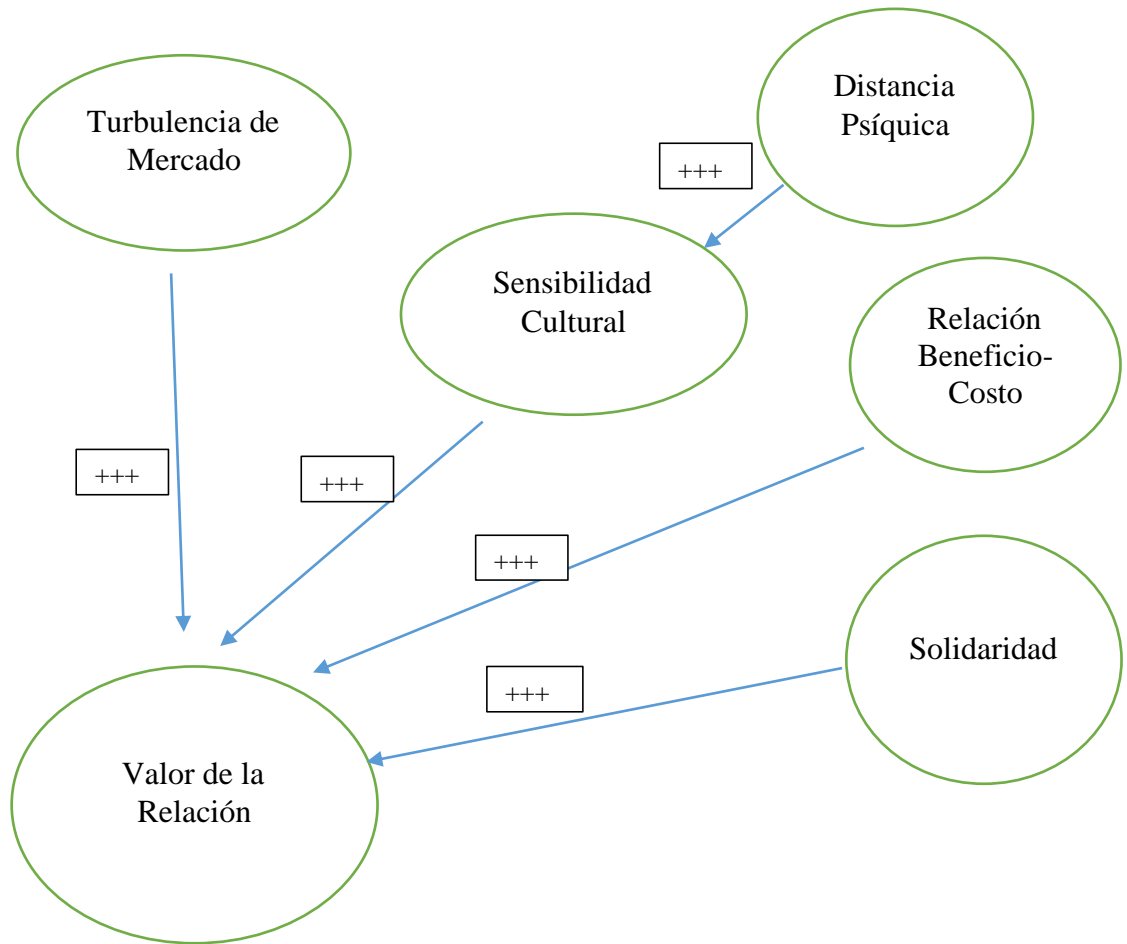 Distancia
Psíquica
Turbulencia de
Mercado
+++
Sensibilidad
Cultural
Relación
Beneficio-
Costo
+++
+++
+++
Solidaridad
+++
Valor de la
Relación